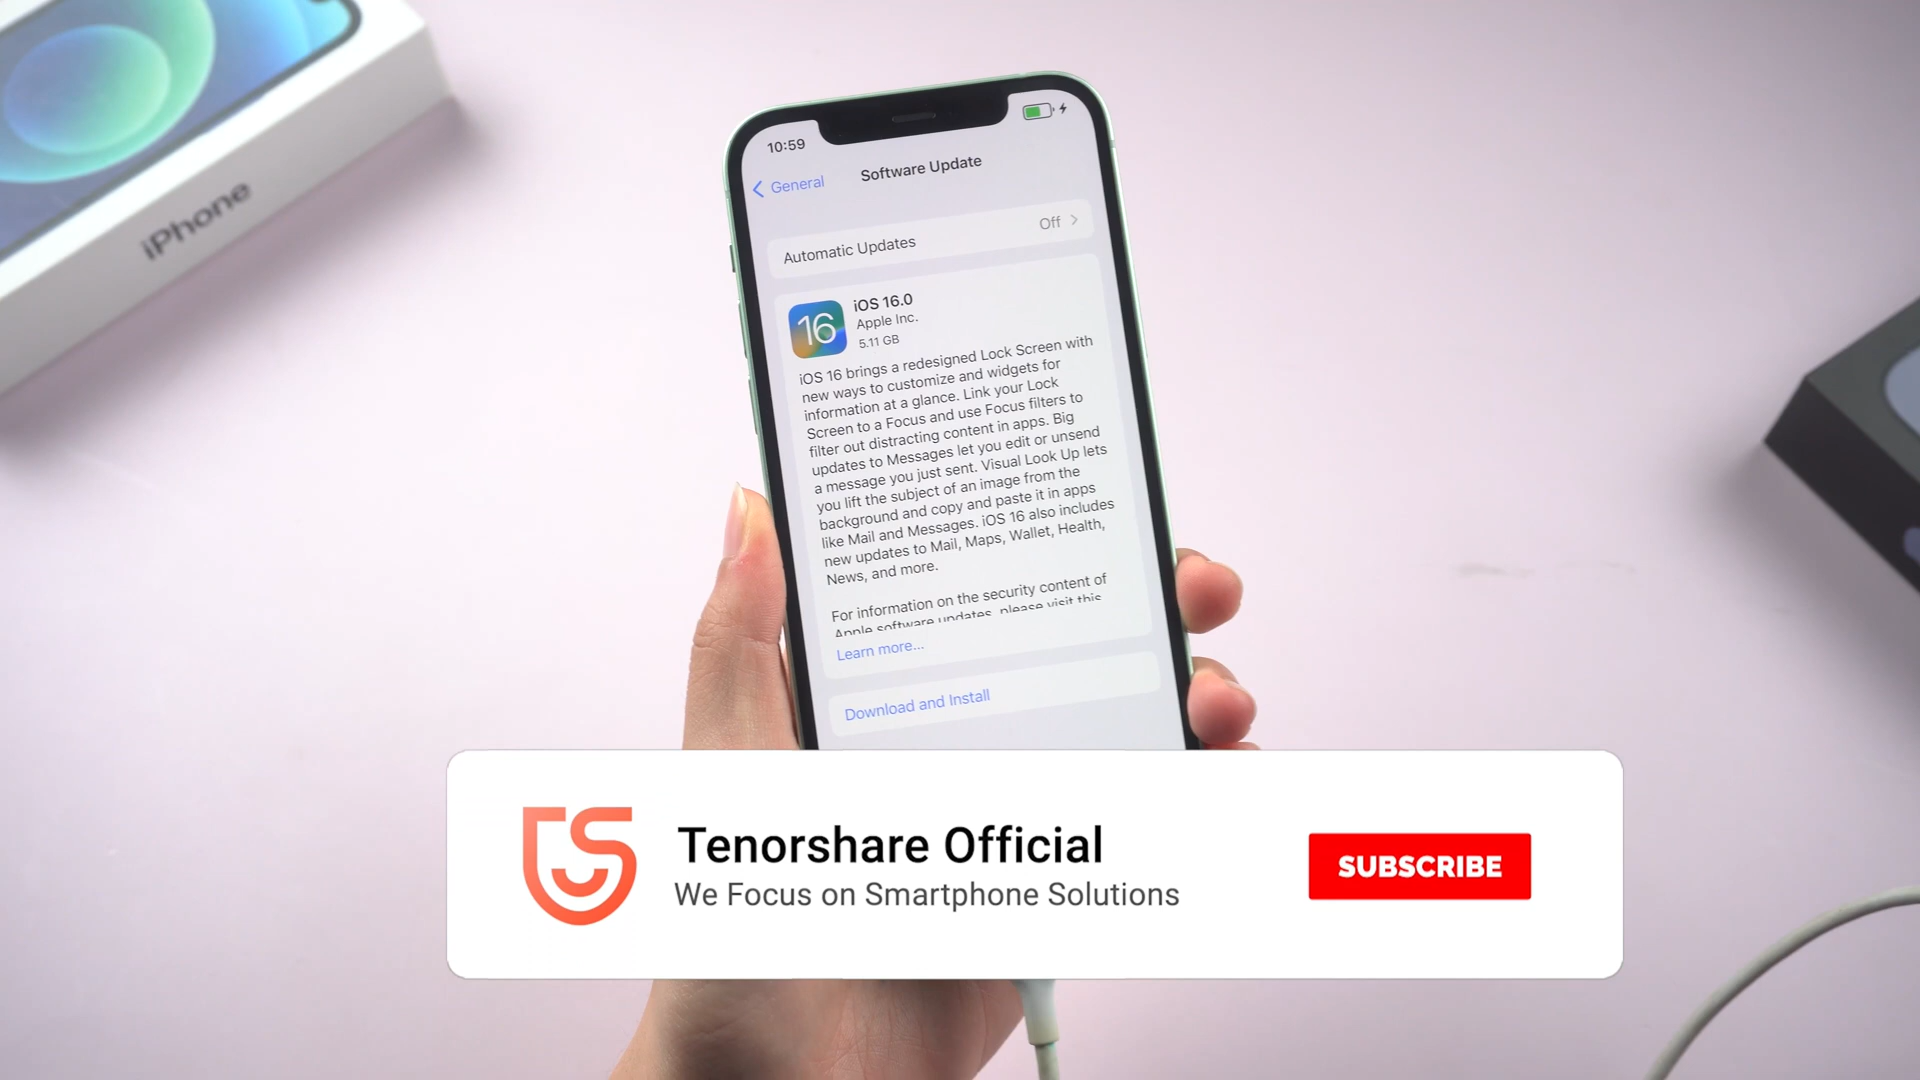 iPhone
10:59
General
Software Update
Automatic Updates
Off
16
iOS 16.0
Apple Inc.
5.11 GB
iOS 16 brings a redesigned Lock Screen with
new ways to customize and widgets for
information at a glance. Link your Lock
Screen to a Focus and use Focus filters to
filter out distracting content in apps. Big
updates to Messages let you edit or unsend
a message you just sent. Visual Look Up lets
you lift the subject of an image from the
background and copy and paste it in apps
like Mail and Messages. iOS 16 also includes
new updates to Mail, Maps, Wallet, Health,
News, and more.
For information on the security content of
Apple software updates, please visit this
Learn more...
Download and Install
Tenorshare Official
We Focus on Smartphone Solutions
SUBSCRIBE